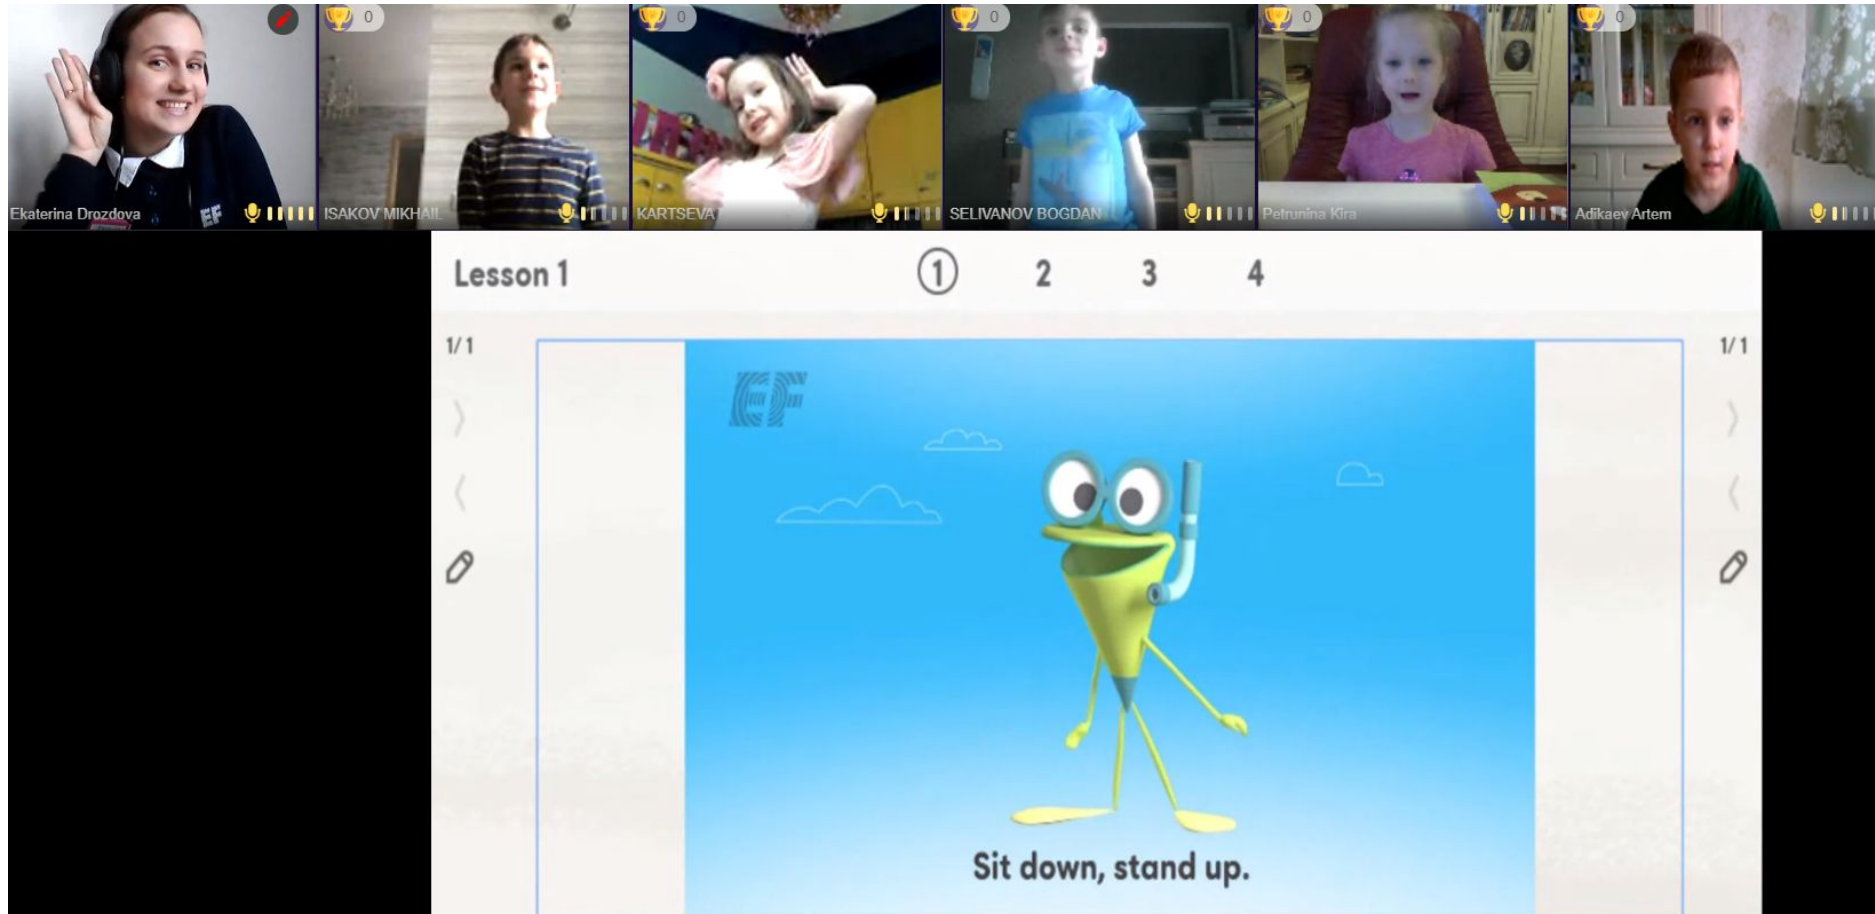 0
0
0
0
0
Ekaterina Drozdova
ISAKOV MIKHAIL
KARTSEVA
SELIVANOV BOGDAN
Petrunina Kira
Adikaev Artem
EF
Lesson 1
1 2 3 4
1/1
1/1
EF
Sit down, stand up.